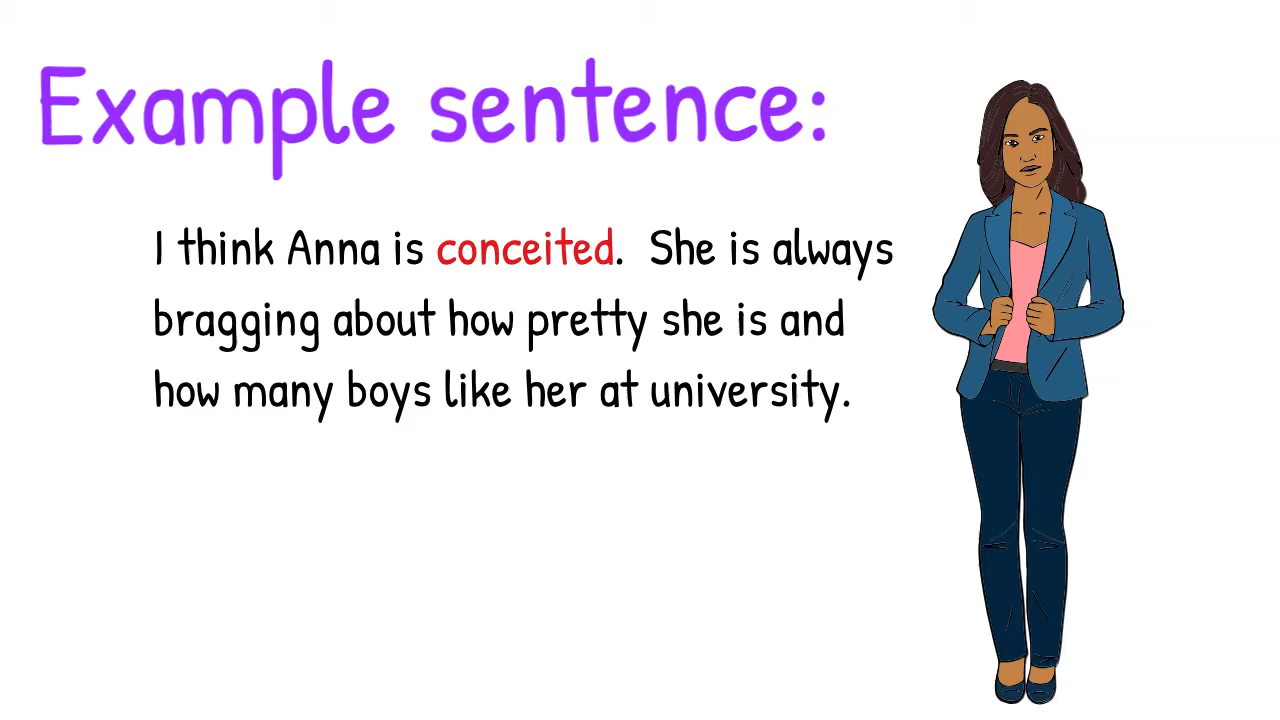 Example sentence:
I think Anna is conceited. She is always
bragging about how pretty she is and
how many boys like her at university.